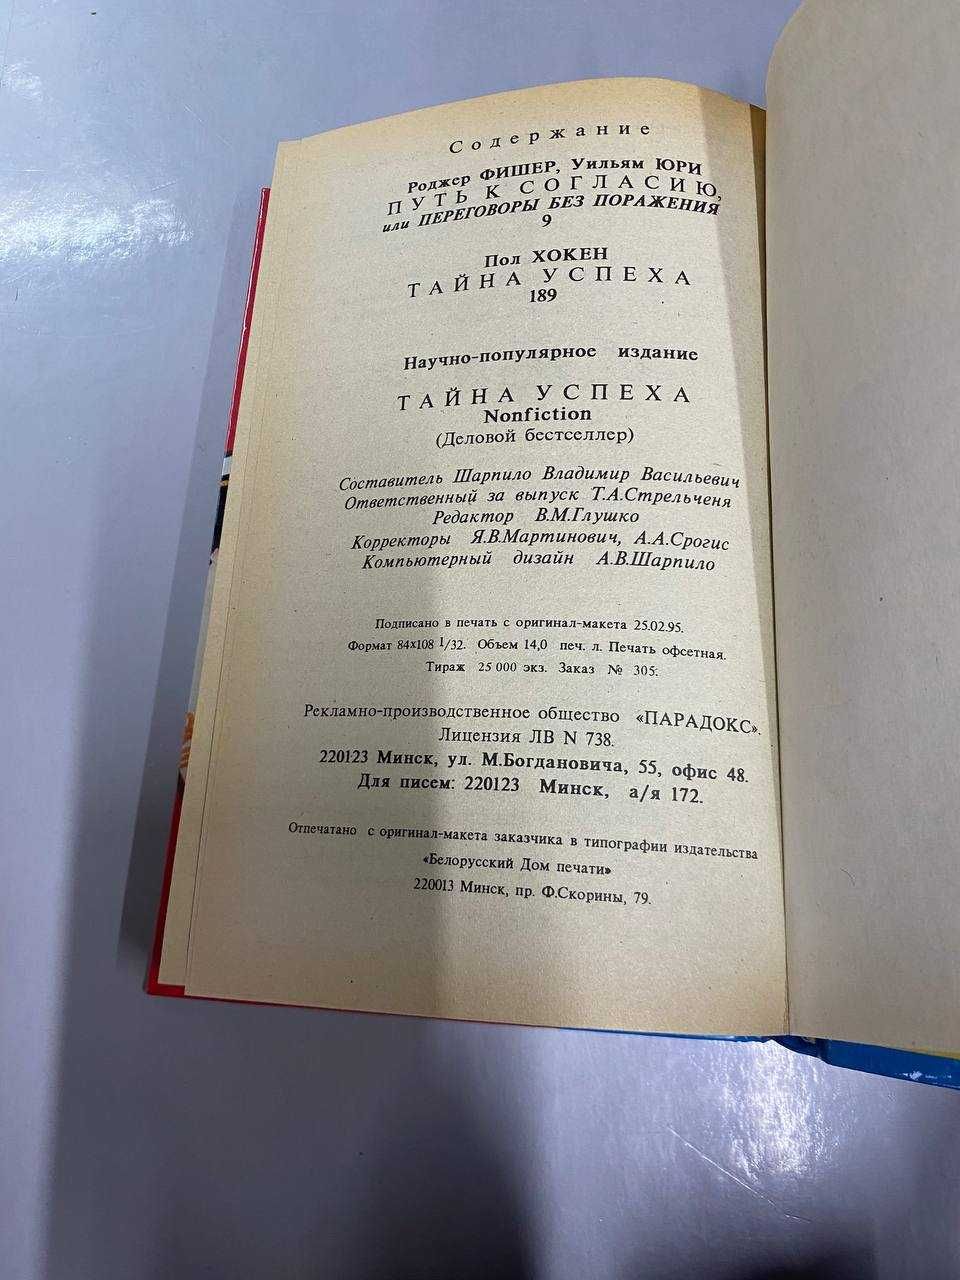 Содержание
Роджер ФИШЕР, Уильям ЮРИ
ПУТЬ К СОГЛАСИЮ,
или ПЕРЕГОВОРЫ БЕЗ ПОРАЖЕНИЯ
9
Пол ХОКЕН
ТАЙНА УСПЕХА
189
Научно-популярное издание
ТАЙНА УСПЕХА
Nonfiction
(Деловой бестселлер)
Составитель Шарпило Владимир Васильевич
Ответственный за выпуск Т.А.Стрельченя
Редактор В.М.Глушко
Корректоры Я.В.Мартинович, А.А.Срогис
Компьютерный дизайн А.В.Шарпило
Подписано в печать с оригинал-макета 25.02.95.
Формат 84х108 1/32. Объем 14,0 печ. л. Печать офсетная.
Тираж 25 000 экз. Заказ № 305.
Рекламно-производственное общество «ПАРАДОКС».
Лицензия ЛВ N 738.
220123 Минск, ул. М.Богдановича, 55, офис 48.
Для писем: 220123 Минск, а/я 172.
Отпечатано с оригинал-макета заказчика в типографии издательства
«Белорусский Дом печати»
220013 Минск, пр. Ф.Скорины, 79.